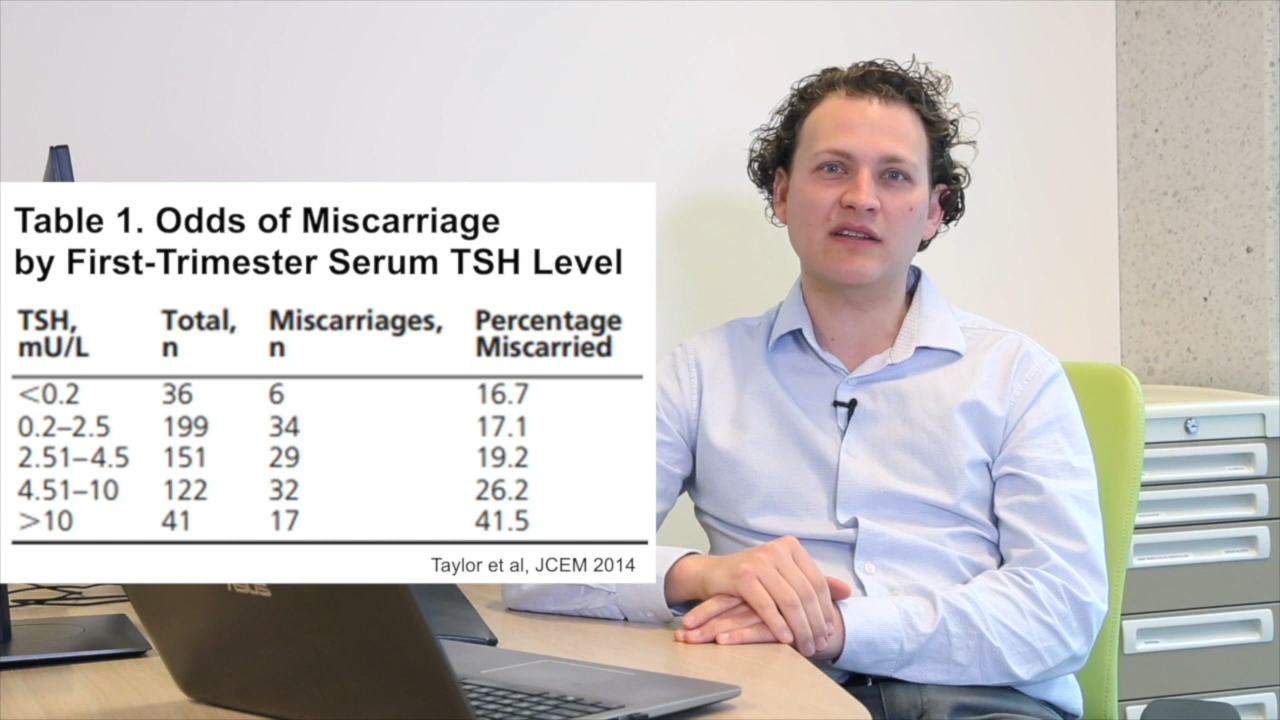 Table 1. Odds of Miscarriage
by First-Trimester Serum TSH Level
TSH, Total, Miscarriages, Percentage
mU/L n n Miscarried
<0.2 36 6 16.7
0.2–2.5 199 34 17.1
2.51–4.5 151 29 19.2
4.51–10 122 32 26.2
>10 41 17 41.5
Taylor et al, JCEM 2014
ASUS